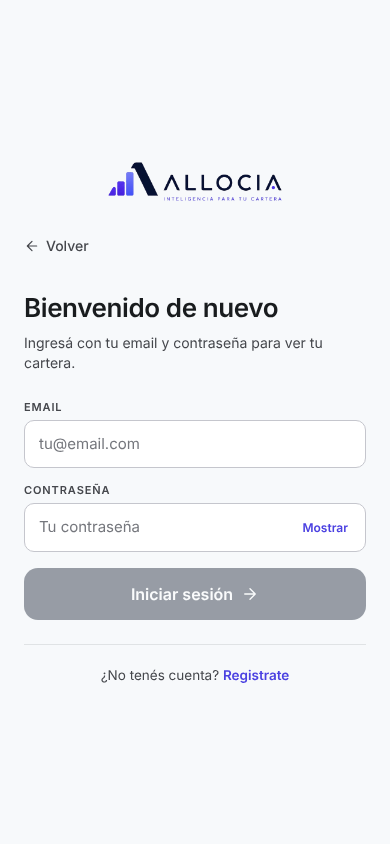 ALLOCIA
INTELIGENCIA PARA TU CARTERA
Volver
Bienvenido de nuevo
Ingresá con tu email y contraseña para ver tu
cartera.
EMAIL
tu@email.com
CONTRASEÑA
Tu contraseña Mostrar
Iniciar sesión
¿No tenés cuenta? Registrate